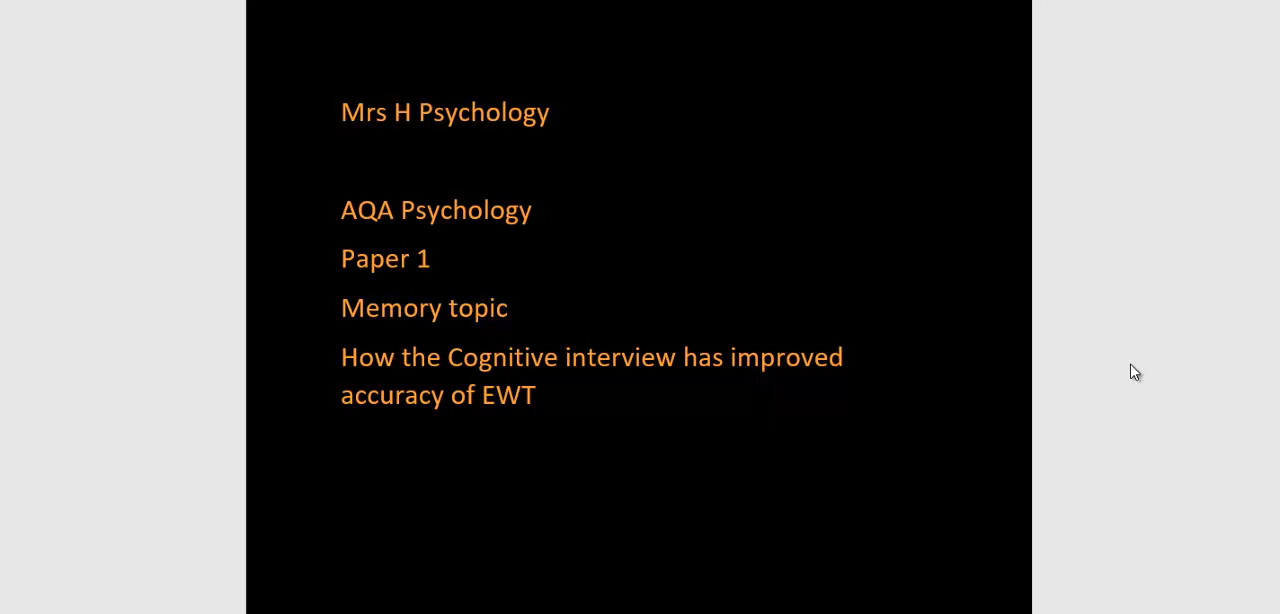 Mrs H Psychology
AQA Psychology
Paper 1
Memory topic
How the Cognitive interview has improved
accuracy of EWT